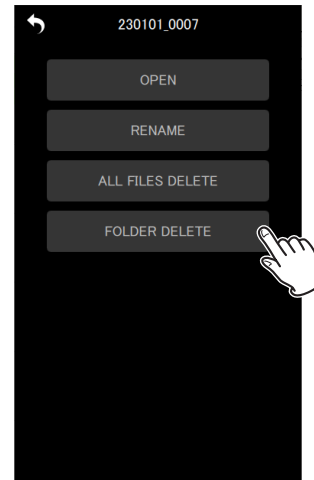 230101_0007
OPEN
RENAME
ALL FILES DELETE
FOLDER DELETE